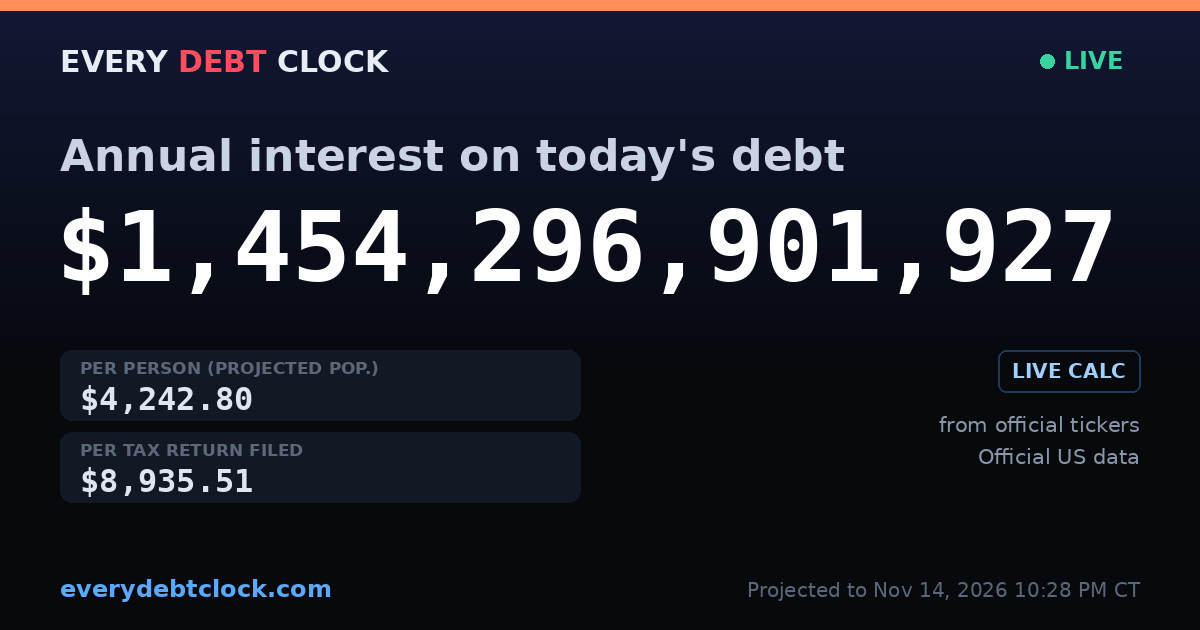 EVERY DEBT CLOCK
LIVE
Annual interest on today's debt
$1,454,296,901,927
PER PERSON (PROJECTED POP.)
$4,242.80
PER TAX RETURN FILED
$8,935.51
LIVE CALC
from official tickers
Official US data
everydebtclock.com
Projected to Nov 14, 2026 10:28 PM CT